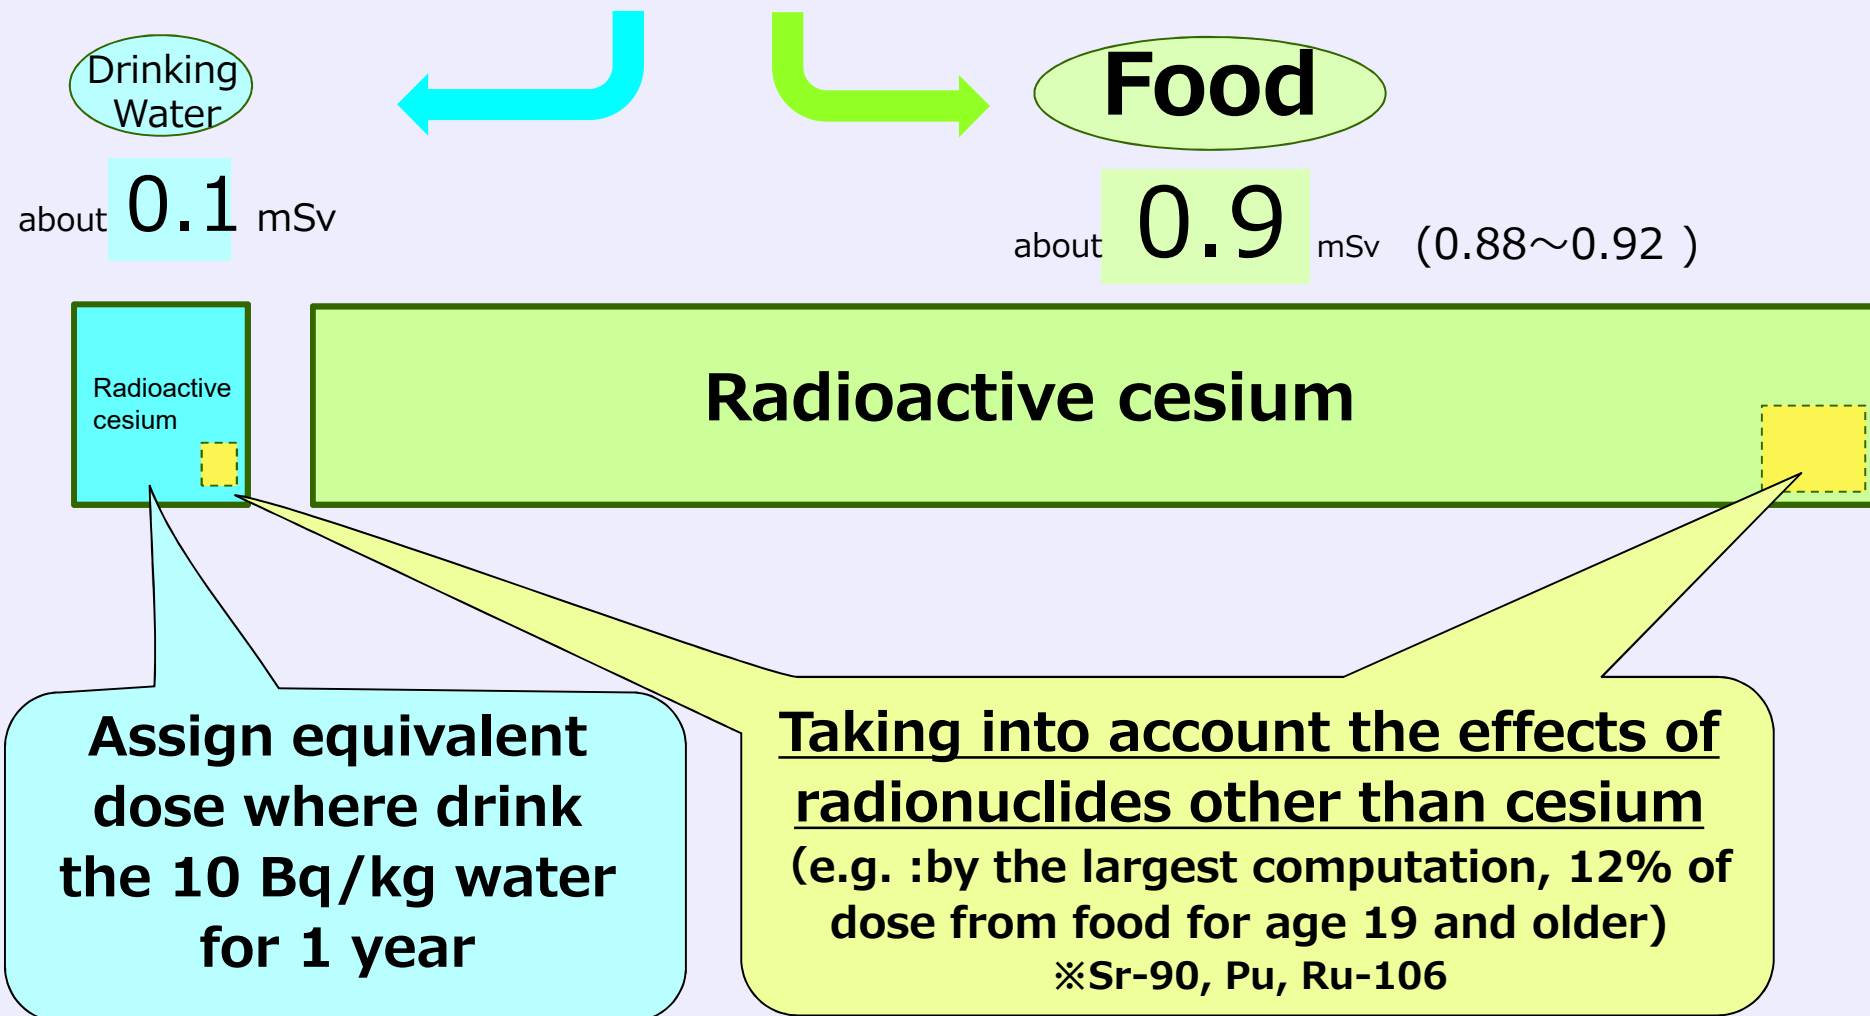 Drinking
Water
about 0.1 mSv
Food
about 0.9 mSv (0.88～0.92 )
Radioactive
cesium
Radioactive cesium
Assign equivalent
dose where drink
the 10 Bq/kg water
for 1 year
Taking into account the effects of
radionuclides other than cesium
(e.g. :by the largest computation, 12% of
dose from food for age 19 and older)
※Sr-90, Pu, Ru-106